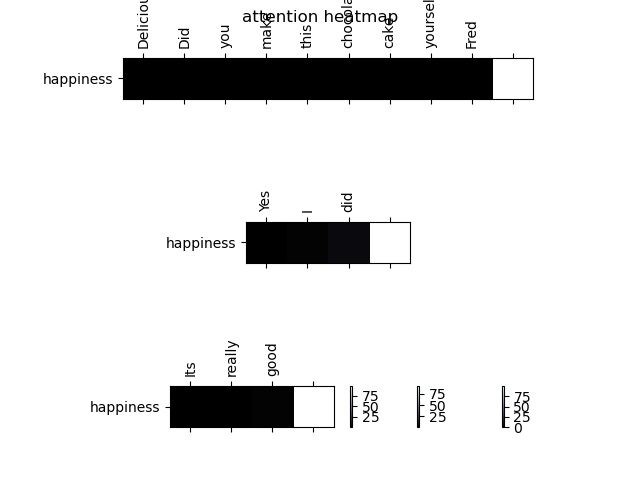 attention heatmap
Did you make this cake Fred
happiness
Yes I did
happiness
Its really good
happiness
75 75 75
50 50 50
25 25 25
0